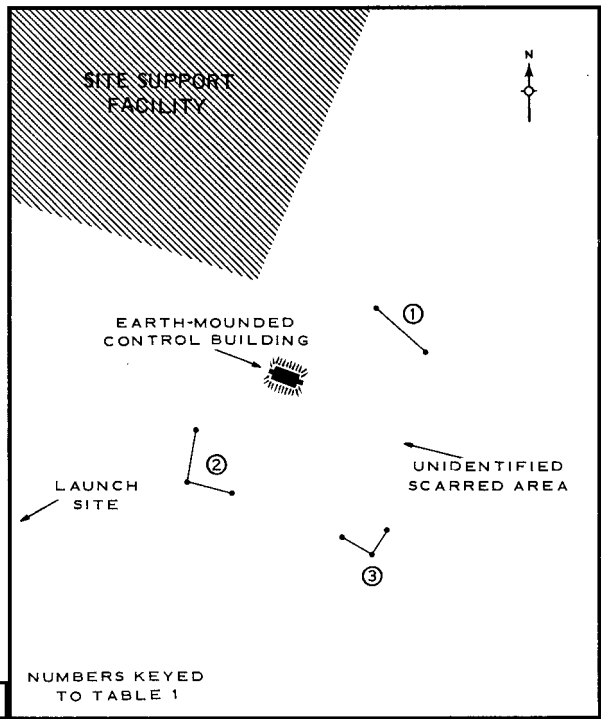 SITE SUPPORT
FACILITY
N
1
EARTH-MOUNDED
CONTROL BUILDING
2
UNIDENTIFIED
SCARRED AREA
LAUNCH
SITE
3
NUMBERS KEYED
TO TABLE 1